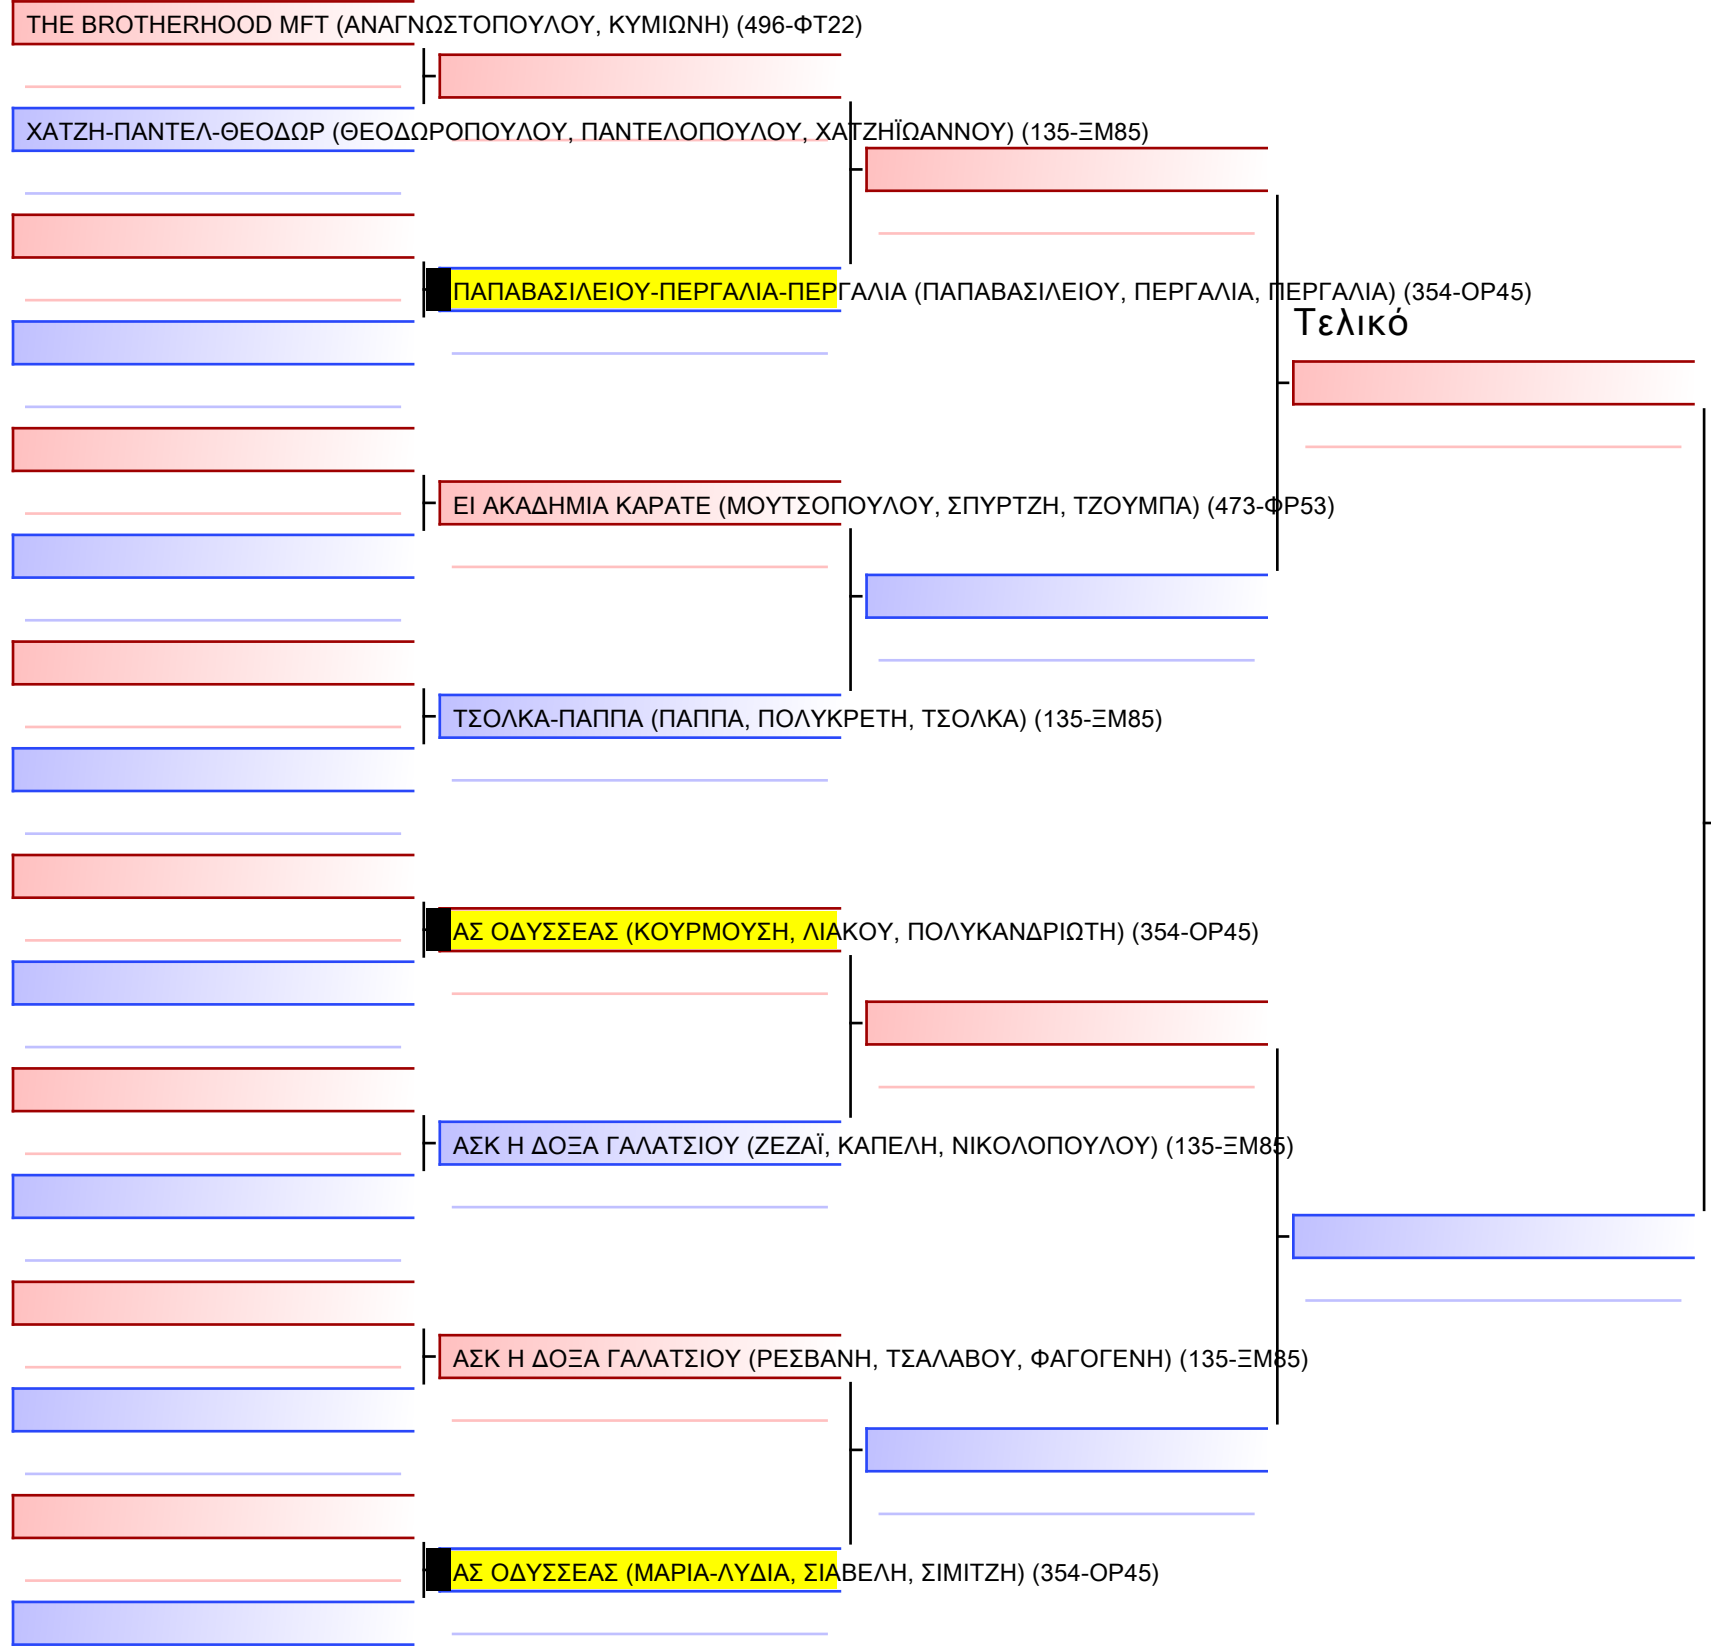 THE BROTHERHOOD MFT (ΑΝΑΓΝΩΣΤΟΠΟΥΛΟΥ, ΚΥΜΙΩΝΗ) (496-ΦΤ22)
ΧΑΤΖΗ-ΠΑΝΤΕΛ-ΘΕΟΔΩΡ (ΘΕΟΔΩΡΟΠΟΥΛΟΥ, ΠΑΝΤΕΛΟΠΟΥΛΟΥ, ΧΑΤΖΗΪΩΑΝΝΟΥ) (135-ΞΜ85)
ΠΑΠΑΒΑΣΙΛΕΙΟΥ-ΠΕΡΓΑΛΙΑ-ΠΕΡΓΑΛΙΑ (ΠΑΠΑΒΑΣΙΛΕΙΟΥ, ΠΕΡΓΑΛΙΑ, ΠΕΡΓΑΛΙΑ) (354-ΟΡ45)
Τελικό
ΕΙ ΑΚΑΔΗΜΙΑ ΚΑΡΑΤΕ (ΜΟΥΤΣΟΠΟΥΛΟΥ, ΣΠΥΡΤΖΗ, ΤΖΟΥΜΠΑ) (473-ΦΡ53)
ΤΣΟΛΚΑ-ΠΑΠΠΑ (ΠΑΠΠΑ, ΠΟΛΥΚΡΕΤΗ, ΤΣΟΛΚΑ) (135-ΞΜ85)
ΑΣ ΟΔΥΣΣΕΑΣ (ΚΟΥΡΜΟΥΣΗ, ΛΙΑΚΟΥ, ΠΟΛΥΚΑΝΔΡΙΩΤΗ) (354-ΟΡ45)
ΑΣΚ Η ΔΟΞΑ ΓΑΛΑΤΣΙΟΥ (ΖΕΖΑΪ, ΚΑΠΕΛΗ, ΝΙΚΟΛΟΠΟΥΛΟΥ) (135-ΞΜ85)
ΑΣΚ Η ΔΟΞΑ ΓΑΛΑΤΣΙΟΥ (ΡΕΣΒΑΝΗ, ΤΣΑΛΑΒΟΥ, ΦΑΓΟΓΕΝΗ) (135-ΞΜ85)
ΑΣ ΟΔΥΣΣΕΑΣ (ΜΑΡΙΑ-ΛΥΔΙΑ, ΣΙΑΒΕΛΗ, ΣΙΜΙΤΖΗ) (354-ΟΡ45)